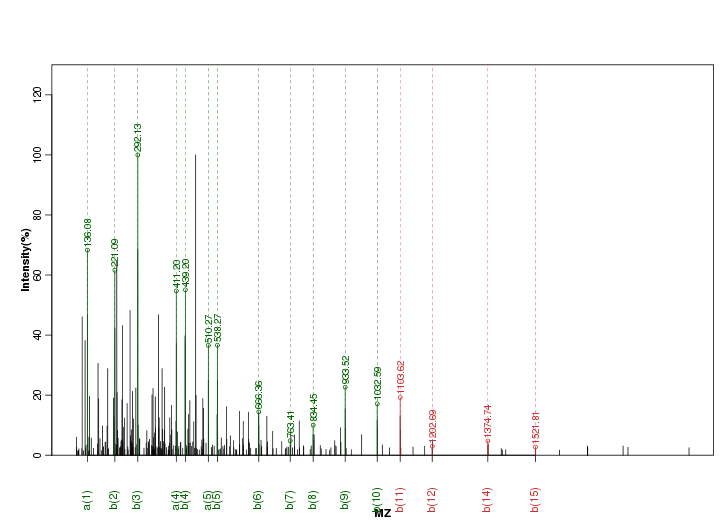 Intensity(%)
0
20
40
60
80
100
120
136.08
221.09
292.13
411.20
439.20
510.27
538.27
666.36
763.41
834.45
933.52
1032.59
1103.62
1202.69
1374.74
1521.81
a(1)
b(2)
b(3)
a(4)
b(4)
a(5)
b(5)
b(6)
b(7)
b(8)
b(9)
b(10)
b(11)
b(12)
b(14)
b(15)
MZ